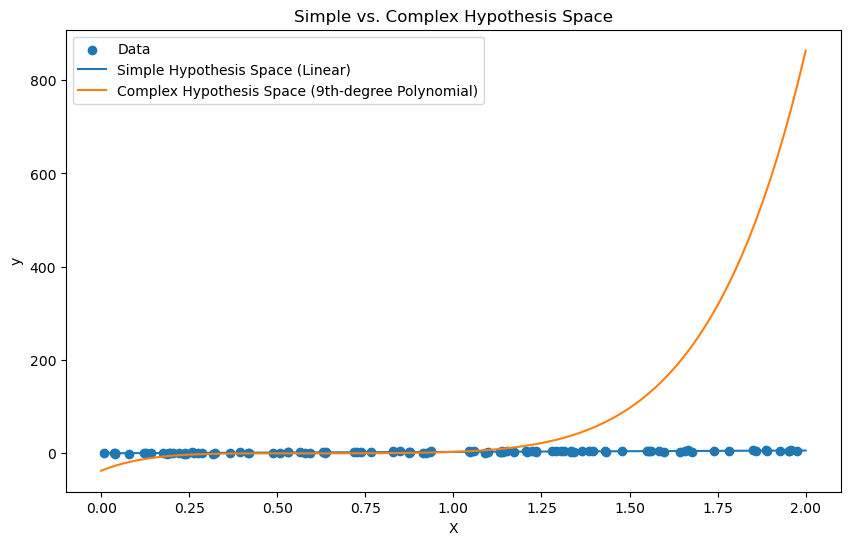 Simple vs. Complex Hypothesis Space
Data
Simple Hypothesis Space (Linear)
Complex Hypothesis Space (9th-degree Polynomial)
800
600
400
200
0
y
0.00 0.25 0.50 0.75 1.00 1.25 1.50 1.75 2.00
X